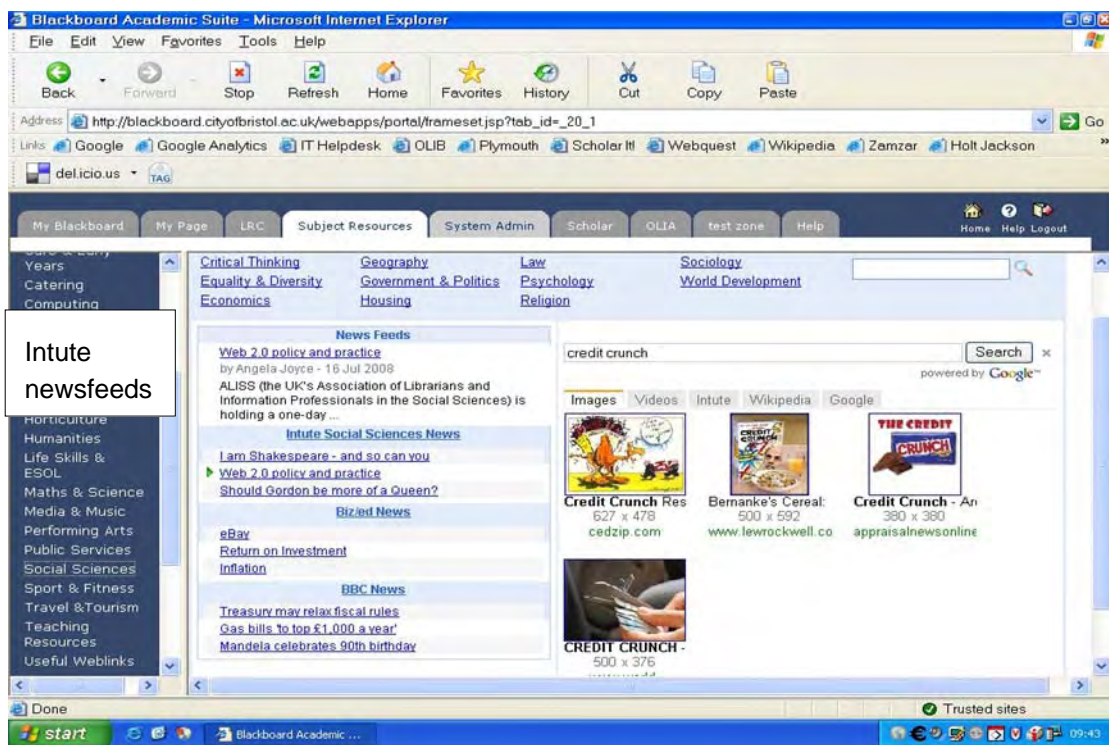 Blackboard Academic Suite - Microsoft Internet Explorer
File Edit View Favorites Tools Help
Back Forward Stop Refresh Home Favorites History Cut Copy Paste
Address http://blackboard.cityofbristol.ac.uk/webapps/portal/frameset.jsp?tab_id=_20_1 Go
Links Google Google Analytics IT Helpdesk OLIB Plymouth Scholar It! Webquest Wikipedia Zamzar Holt Jackson »
del.icio.us TAG
My Blackboard My Page LRC Subject Resources System Admin Scholar OLIA test zone Help Home Help Logout
Years
Catering
Computing
Intute
newsfeeds
Horticulture
Humanities
Life Skills &
ESOL
Maths & Science
Media & Music
Performing Arts
Public Services
Social Sciences
Sport & Fitness
Travel &Tourism
Teaching
Resources
Useful Weblinks
Critical Thinking Geography Law Sociology
Equality & Diversity Government & Politics Psychology World Development
Economics Housing Religion
News Feeds
Web 2.0 policy and practice
by Angela Joyce - 16 Jul 2008
ALISS (the UK's Association of Librarians and
Information Professionals in the Social Sciences) is
holding a one-day ...
Intute Social Sciences News
I am Shakespeare - and so can you
Web 2.0 policy and practice
Should Gordon be more of a Queen?
Biz/ed News
eBay
Return on Investment
Inflation
BBC News
Treasury may relax fiscal rules
Gas bills 'to top £1,000 a year'
Mandela celebrates 90th birthday
credit crunch Search ×
powered by Google™
Images Videos Intute Wikipedia Google
CREDIT
CRUNCH
THE CREDIT
CRUNCH
Credit Crunch Res Bernanke's Cereal: Credit Crunch - An
627 x 478 500 x 592 380 x 380
cedzip.com www.lewrockwell.co appraisalnewsonline
CREDIT CRUNCH -
500 x 376
Done Trusted sites
start Blackboard Academic ... 09:43